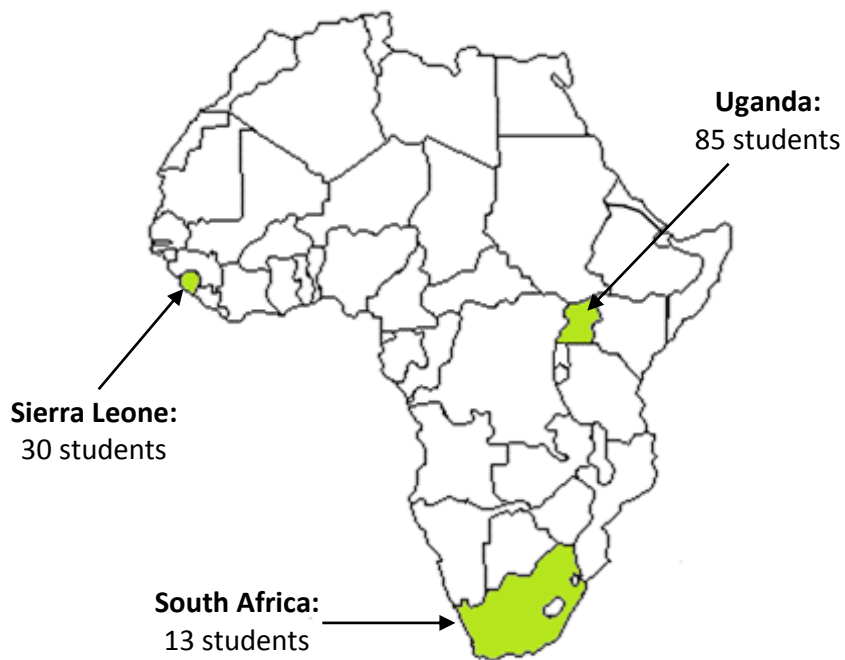 Uganda:
85 students
Sierra Leone:
30 students
South Africa:
13 students